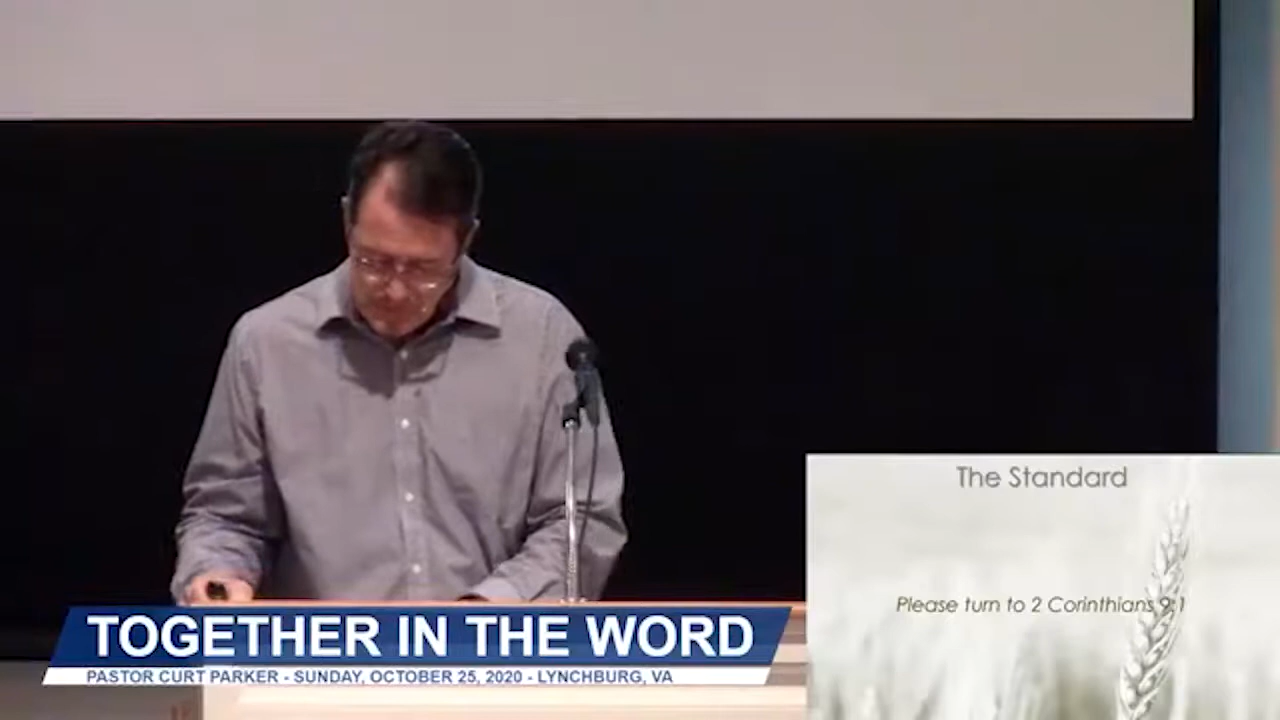 The Standard
Please turn to 2 Corinthians 9:1
TOGETHER IN THE WORD
PASTOR CURT PARKER - SUNDAY, OCTOBER 25, 2020 - LYNCHBURG, VA